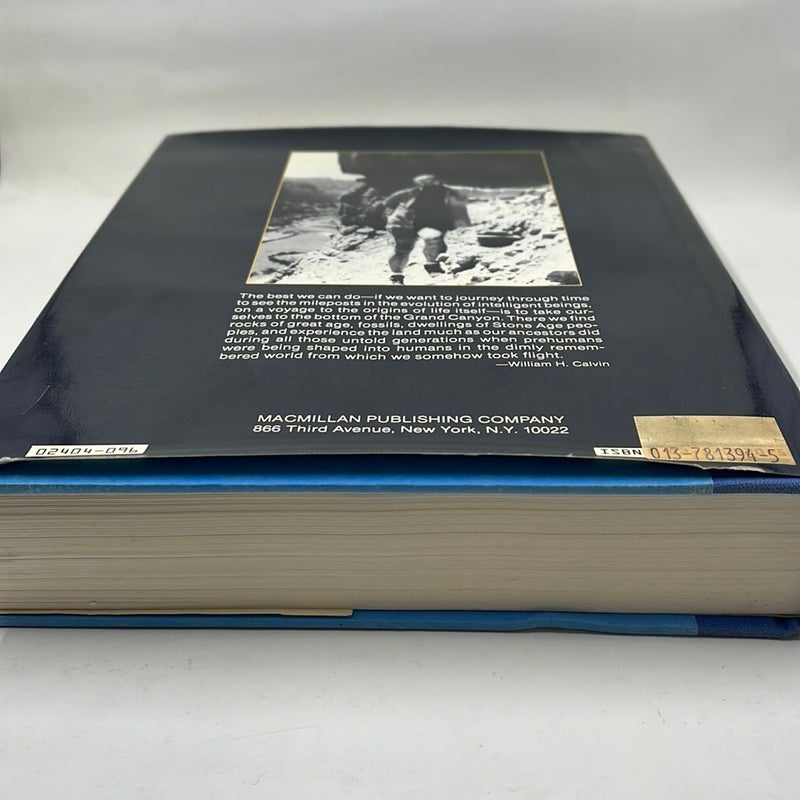 The best we can do—if we want to journey through time
to see the mileposts in the evolution of intelligent beings,
on a voyage to the origins of life itself—is to take our-
selves to the bottom of the Grand Canyon. There we find
rocks of great age, fossils, dwellings of Stone Age peo-
ples, and experience the land much as our ancestors did
during all those untold generations when prehumans
were being shaped into humans in the dimly remem-
bered world from which we somehow took flight.
—William H. Calvin
MACMILLAN PUBLISHING COMPANY
866 Third Avenue, New York, N.Y. 10022
02404-096
ISBN 013-781394-5